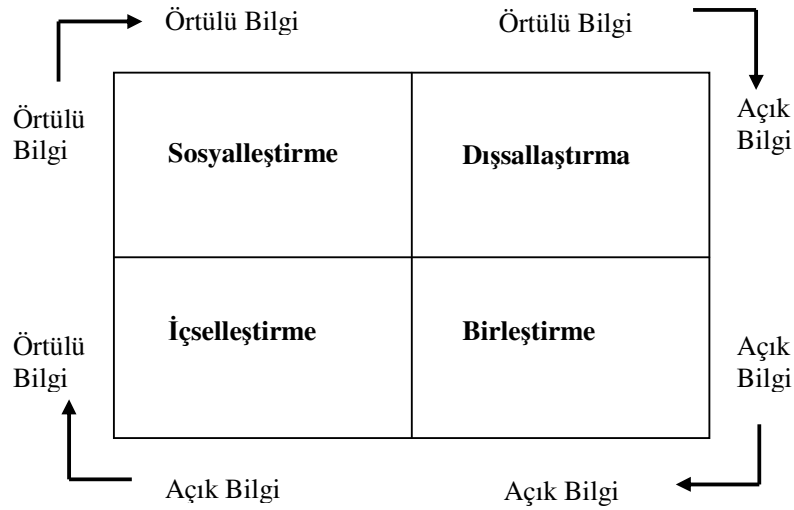 Örtülü Bilgi
Örtülü Bilgi
Örtülü
Bilgi
Açık
Bilgi
Sosyalleştirme
Dışsallaştırma
İçselleştirme
Birleştirme
Örtülü
Bilgi
Açık
Bilgi
Açık Bilgi
Açık Bilgi